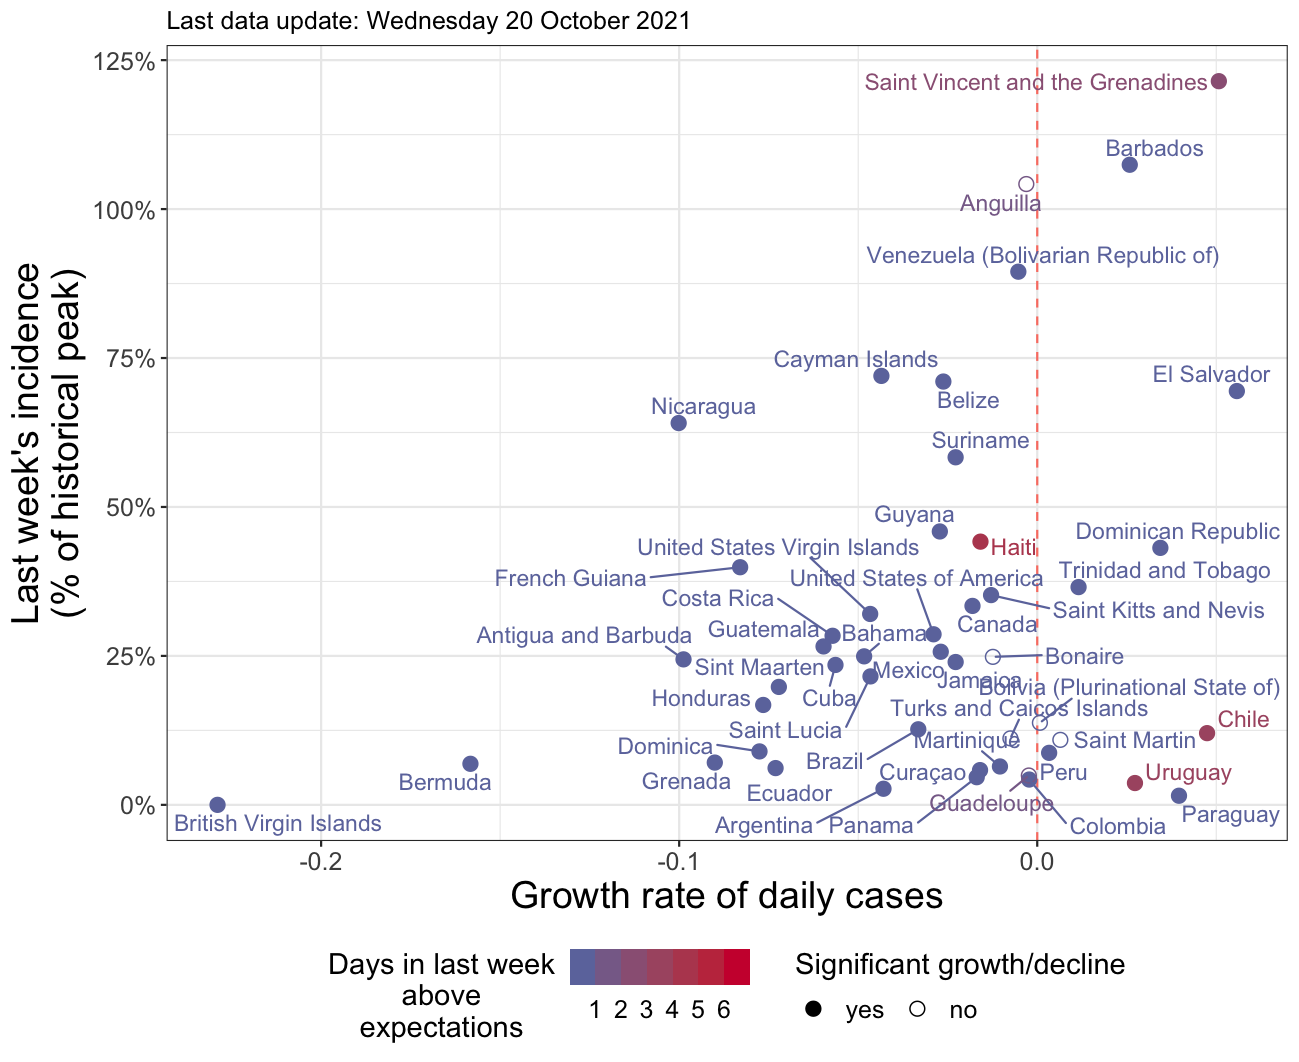 Last data update: Wednesday 20 October 2021
125%
100%
75%
50%
25%
0%
Last week's incidence
(% of historical peak)
Saint Vincent and the Grenadines
Barbados
Anguilla
Venezuela (Bolivarian Republic of)
Cayman Islands
El Salvador
Belize
Nicaragua
Suriname
Guyana
Dominican Republic
United States Virgin Islands
Haiti
Trinidad and Tobago
French Guiana
United States of America
Costa Rica
Saint Kitts and Nevis
Canada
Guatemala
Bahamas
Antigua and Barbuda
Bonaire
Sint Maarten
Mexico
Jamaica
Bolivia (Plurinational State of)
Honduras
Cuba
Turks and Caicos Islands
Chile
Saint Lucia
Martinique
Saint Martin
Dominica
Brazil
Curaçao
Peru
Uruguay
Bermuda
Grenada
Ecuador
Guadeloupe
Paraguay
British Virgin Islands
Argentina
Panama
Colombia
-0.2
-0.1
0.0
Growth rate of daily cases
Days in last week
above
expectations
1 2 3 4 5 6
Significant growth/decline
yes
no